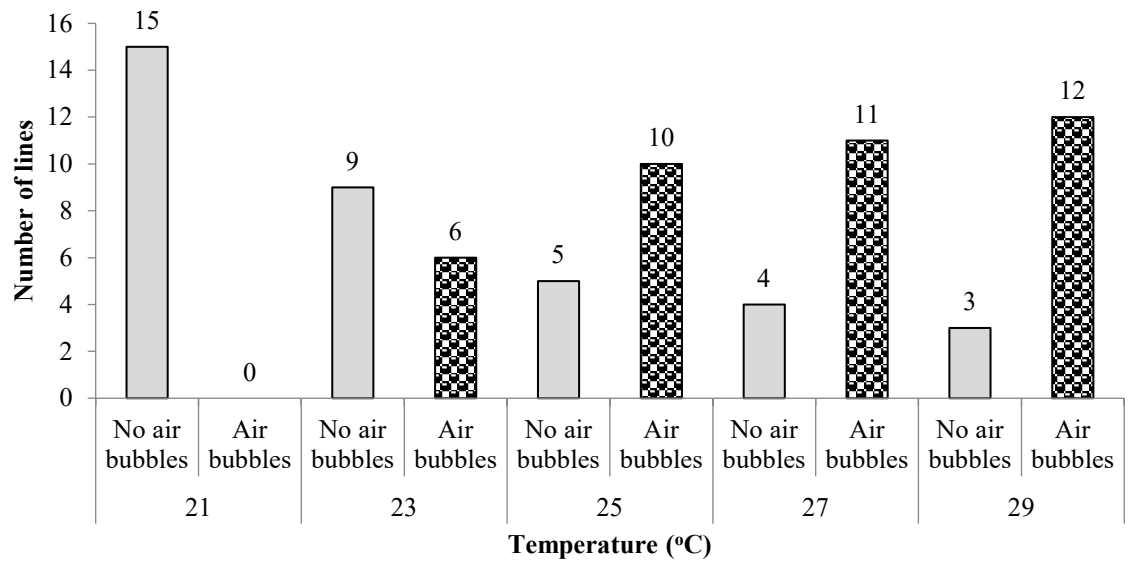 Number of lines
16
14
12
10
8
6
4
2
0
15
0
9
6
5
10
4
11
3
12
No air bubbles
Air bubbles
No air bubbles
Air bubbles
No air bubbles
Air bubbles
No air bubbles
Air bubbles
No air bubbles
Air bubbles
21
23
25
27
29
Temperature (°C)